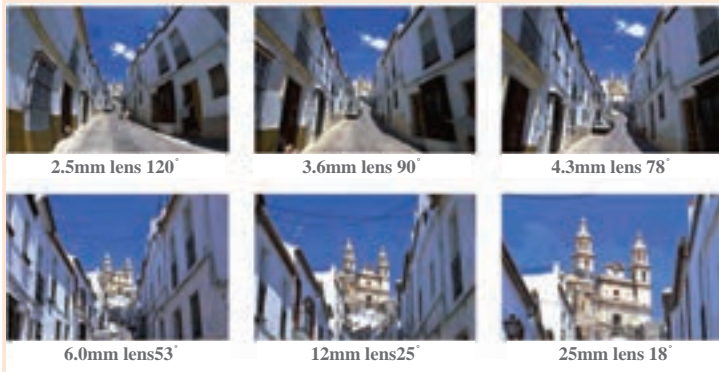 2.5mm lens 120°
3.6mm lens 90°
4.3mm lens 78°
6.0mm lens53°
12mm lens25°
25mm lens 18°